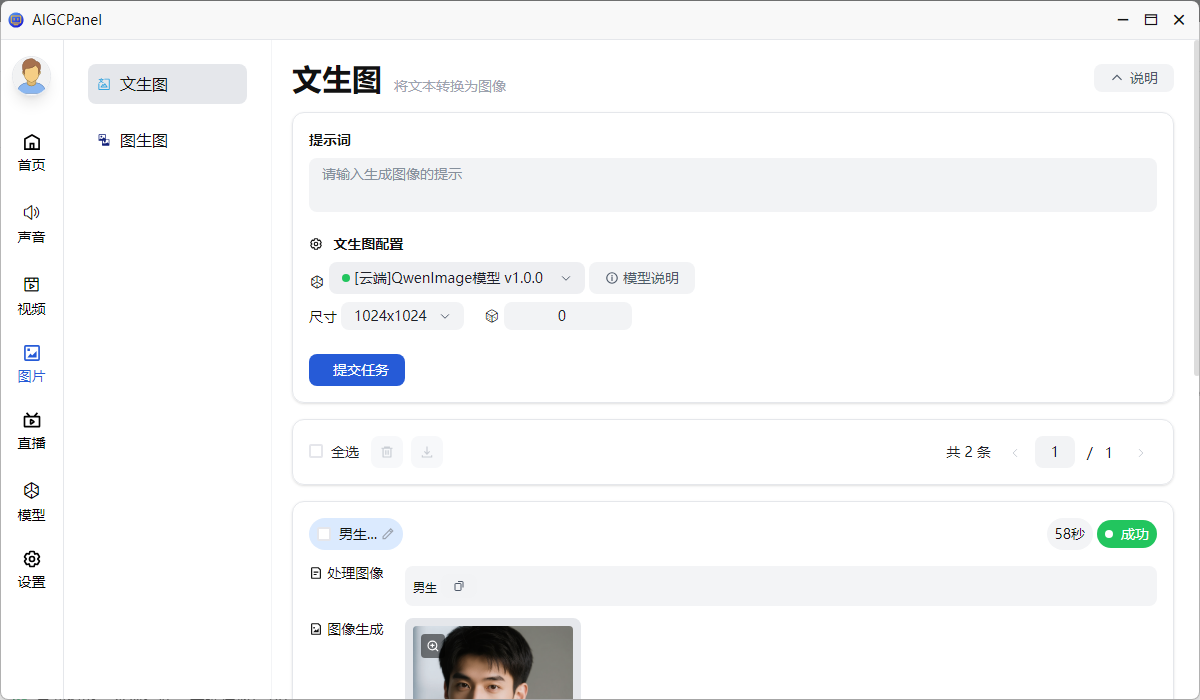 AIGCPanel
首页
声音
视频
图片
直播
模型
设置
文生图
图生图
文生图 将文本转换为图像
说明
提示词
请输入生成图像的提示
文生图配置
[云端]QwenImage模型 v1.0.0 模型说明
尺寸 1024x1024 0
提交任务
全选 共 2 条 1 / 1
男生... 58秒 成功
处理图像 男生
图像生成